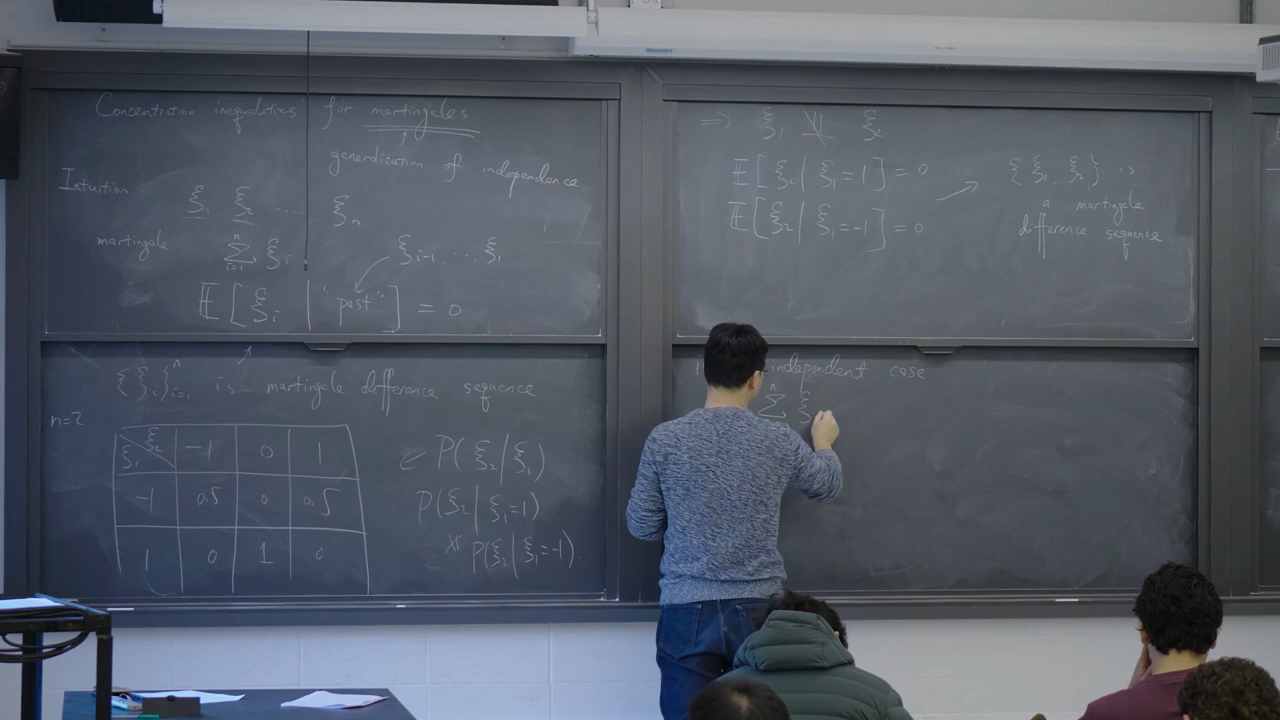 Concentration inequalities for martingales
generalization of independence
Intuition
ξ₁ ξ₂ ... ξₙ
martingale ∑ᵢ₌₁ⁿ ξᵢ ξᵢ₋₁, ..., ξ₁
𝔼[ξᵢ | "past"] = 0
{ξᵢ}ᵢ₌₁ⁿ is martingale difference sequence
n=2
ξ₁ \ ξ₂ -1 0 1
-1 0.5 0 0.5
1 0 1 0
← P(ξ₂|ξ₁)
P(ξ₂|ξ₁=1)
≠ P(ξ₂|ξ₁=-1)
⇒ ξ₁ ⫫̸ ξ₂
𝔼[ξ₂|ξ₁=1]=0
𝔼[ξ₂|ξ₁=-1]=0.
→ {ξ₁, ξ₂} is
a martingale
difference sequence
independent case
∑ⁿ ξ